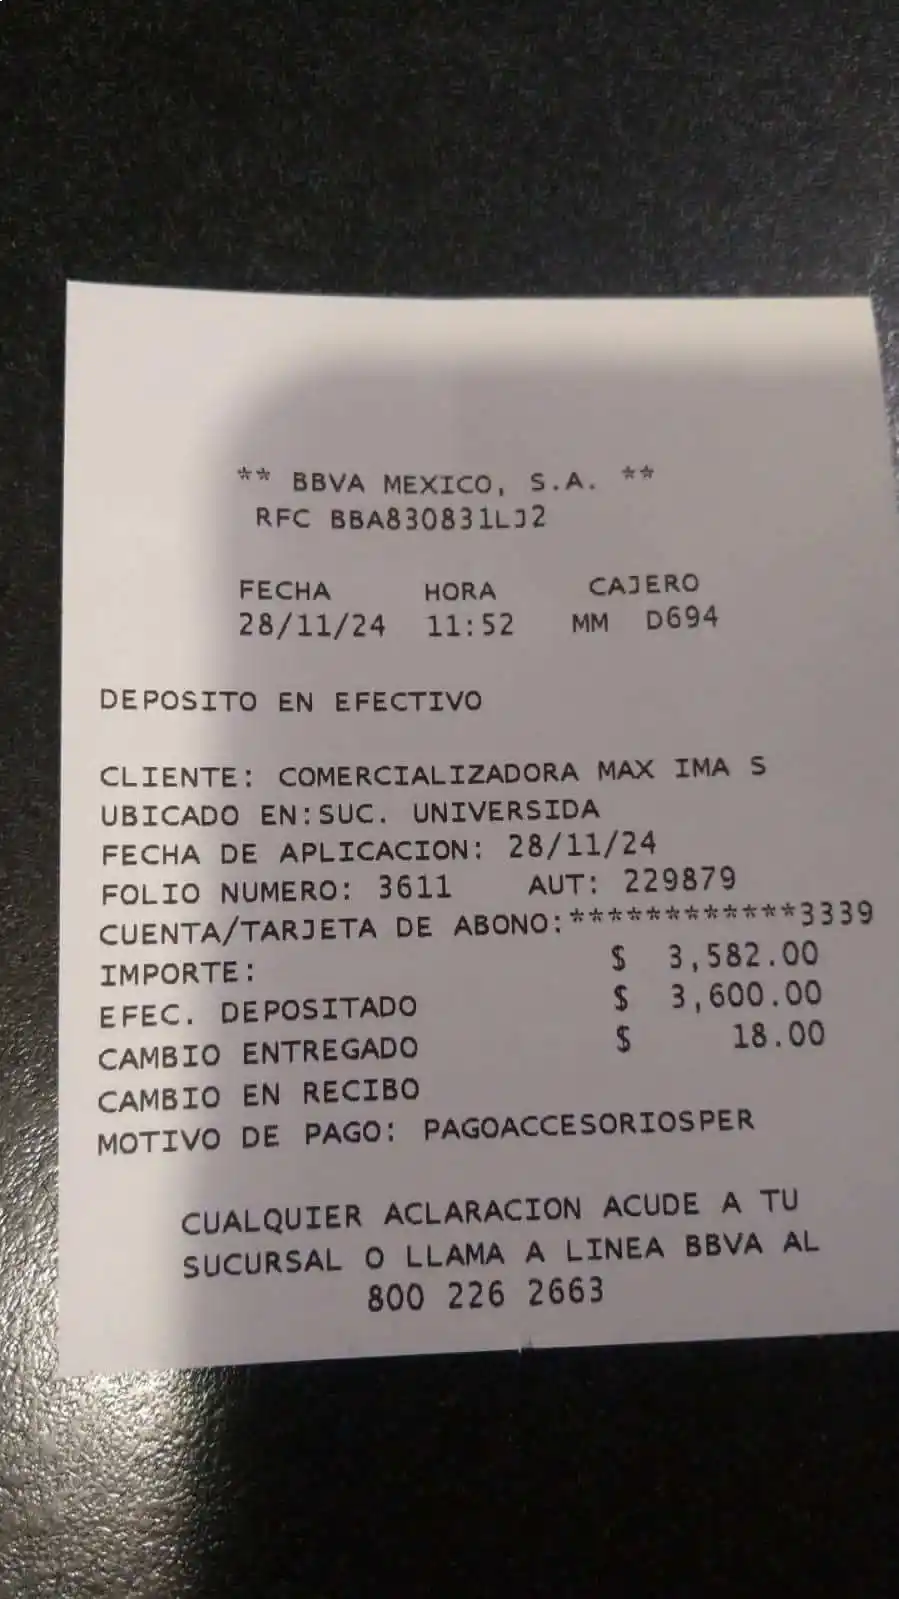 ** BBVA MEXICO, S.A. **
RFC BBA830831LJ2
FECHA HORA CAJERO
28/11/24 11:52 MM D694
DEPOSITO EN EFECTIVO
CLIENTE: COMERCIALIZADORA MAX IMA S
UBICADO EN:SUC. UNIVERSIDA
FECHA DE APLICACION: 28/11/24
FOLIO NUMERO: 3611 AUT: 229879
CUENTA/TARJETA DE ABONO:************3339
IMPORTE: $ 3,582.00
EFEC. DEPOSITADO $ 3,600.00
CAMBIO ENTREGADO $ 18.00
CAMBIO EN RECIBO
MOTIVO DE PAGO: PAGOACCESORIOSPER
CUALQUIER ACLARACION ACUDE A TU
SUCURSAL O LLAMA A LINEA BBVA AL
800 226 2663